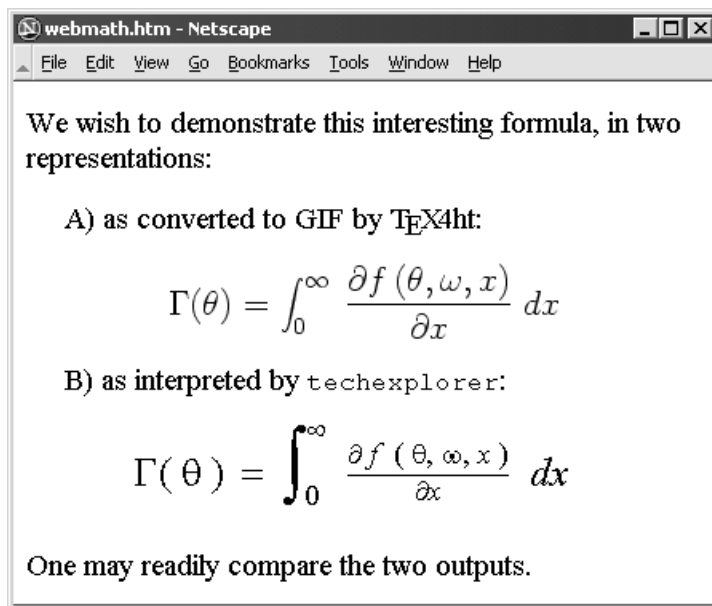 webmath.htm - Netscape
File Edit View Go Bookmarks Tools Window Help
We wish to demonstrate this interesting formula, in two
representations:
A) as converted to GIF by TEX4ht:
Γ(θ) = ∫₀^∞ ∂f (θ, ω, x) / ∂x dx
B) as interpreted by techexplorer:
Γ( θ ) = ∫₀^∞ ∂f ( θ, ω, x ) / ∂x dx
One may readily compare the two outputs.